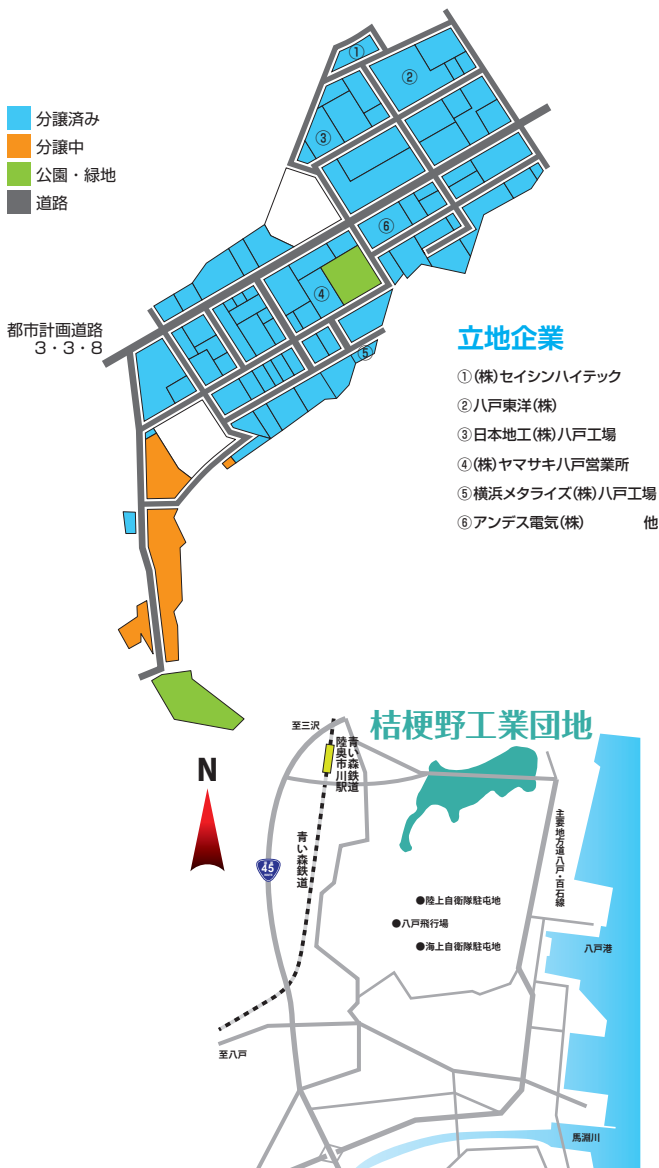 ①
②
③
分譲済み
分譲中
公園・緑地
道路
⑥
④
⑤
都市計画道路
3・3・8
立地企業
①(株)セイシンハイテック
②八戸東洋(株)
③日本地工(株)八戸工場
④(株)ヤマサキ八戸営業所
⑤横浜メタライズ(株)八戸工場
⑥アンデス電気(株) 他
桔梗野工業団地
至三沢
青い森鉄道
陸奥市川駅
N
青い森鉄道
45
主要地方道八戸・百石線
●陸上自衛隊駐屯地
●八戸飛行場
●海上自衛隊駐屯地
八戸港
至八戸
馬淵川